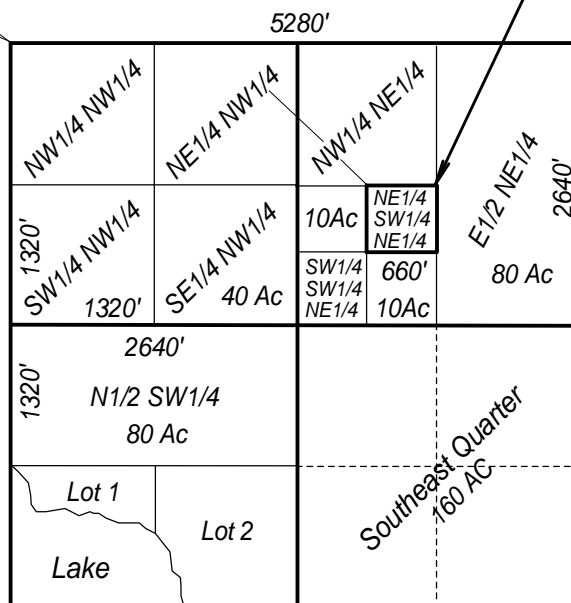 5280'
NW1/4 NW1/4
NE1/4 NW1/4
NW1/4 NE1/4
E1/2 NE1/4
2640'
80 Ac
1320'
SW1/4 NW1/4
1320'
SE1/4 NW1/4
40 Ac
10Ac
NE1/4
SW1/4
NE1/4
SW1/4
SW1/4
NE1/4
660'
10Ac
2640'
1320'
N1/2 SW1/4
80 Ac
Southeast Quarter
160 AC
Lot 1
Lot 2
Lake